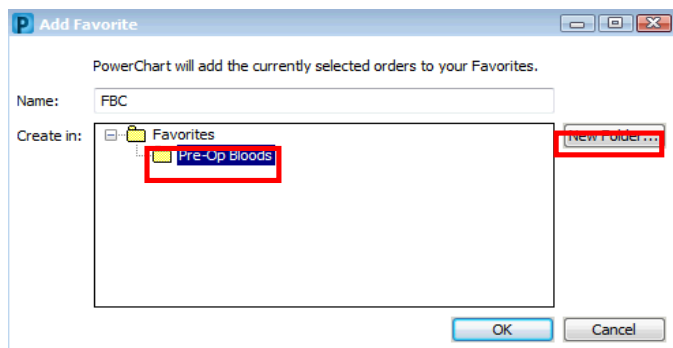 P Add Favorite
PowerChart will add the currently selected orders to your Favorites.
Name: FBC
Create in: Favorites
New Folder...
Pre-Op Bloods
OK Cancel